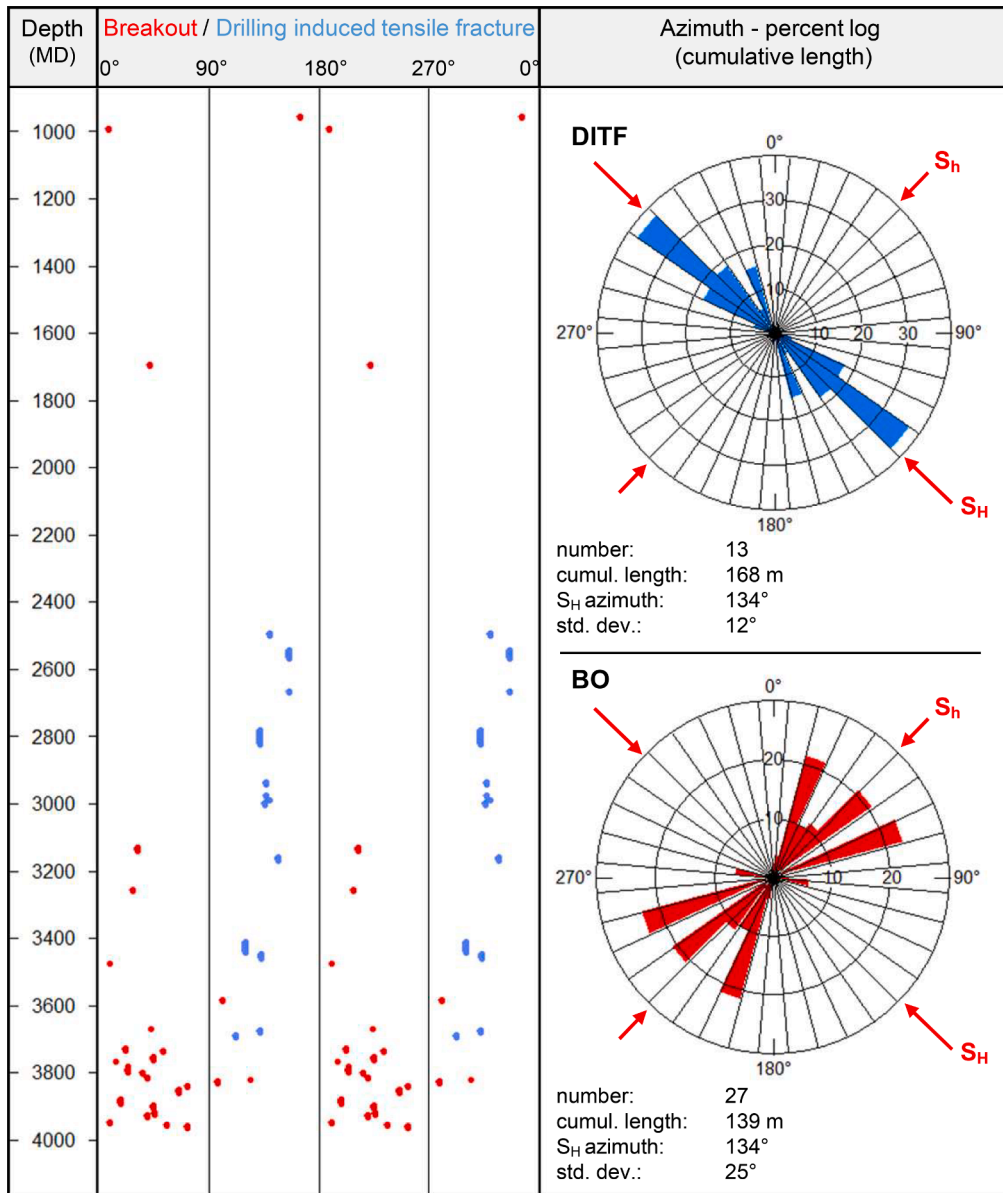 Depth
(MD)
Breakout / Drilling induced tensile fracture
0° 90° 180° 270° 0°
Azimuth - percent log
(cumulative length)
1000
1200
1400
1600
1800
2000
2200
2400
2600
2800
3000
3200
3400
3600
3800
4000
DITF
0°
Sh
30
20
10
270°
10 20 30
90°
180°
SH
number: 13
cumul. length: 168 m
SH azimuth: 134°
std. dev.: 12°
BO
0°
Sh
20
10
270°
10 20
90°
180°
SH
number: 27
cumul. length: 139 m
SH azimuth: 134°
std. dev.: 25°